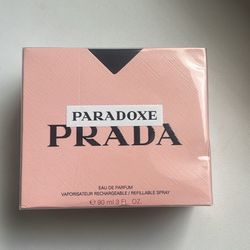 PARADOXE
PRADA
EAU DE PARFUM
VAPORISATEUR RECHARGEABLE / REFILLABLE SPRAY
℮ 90 ml 3 FL. OZ.